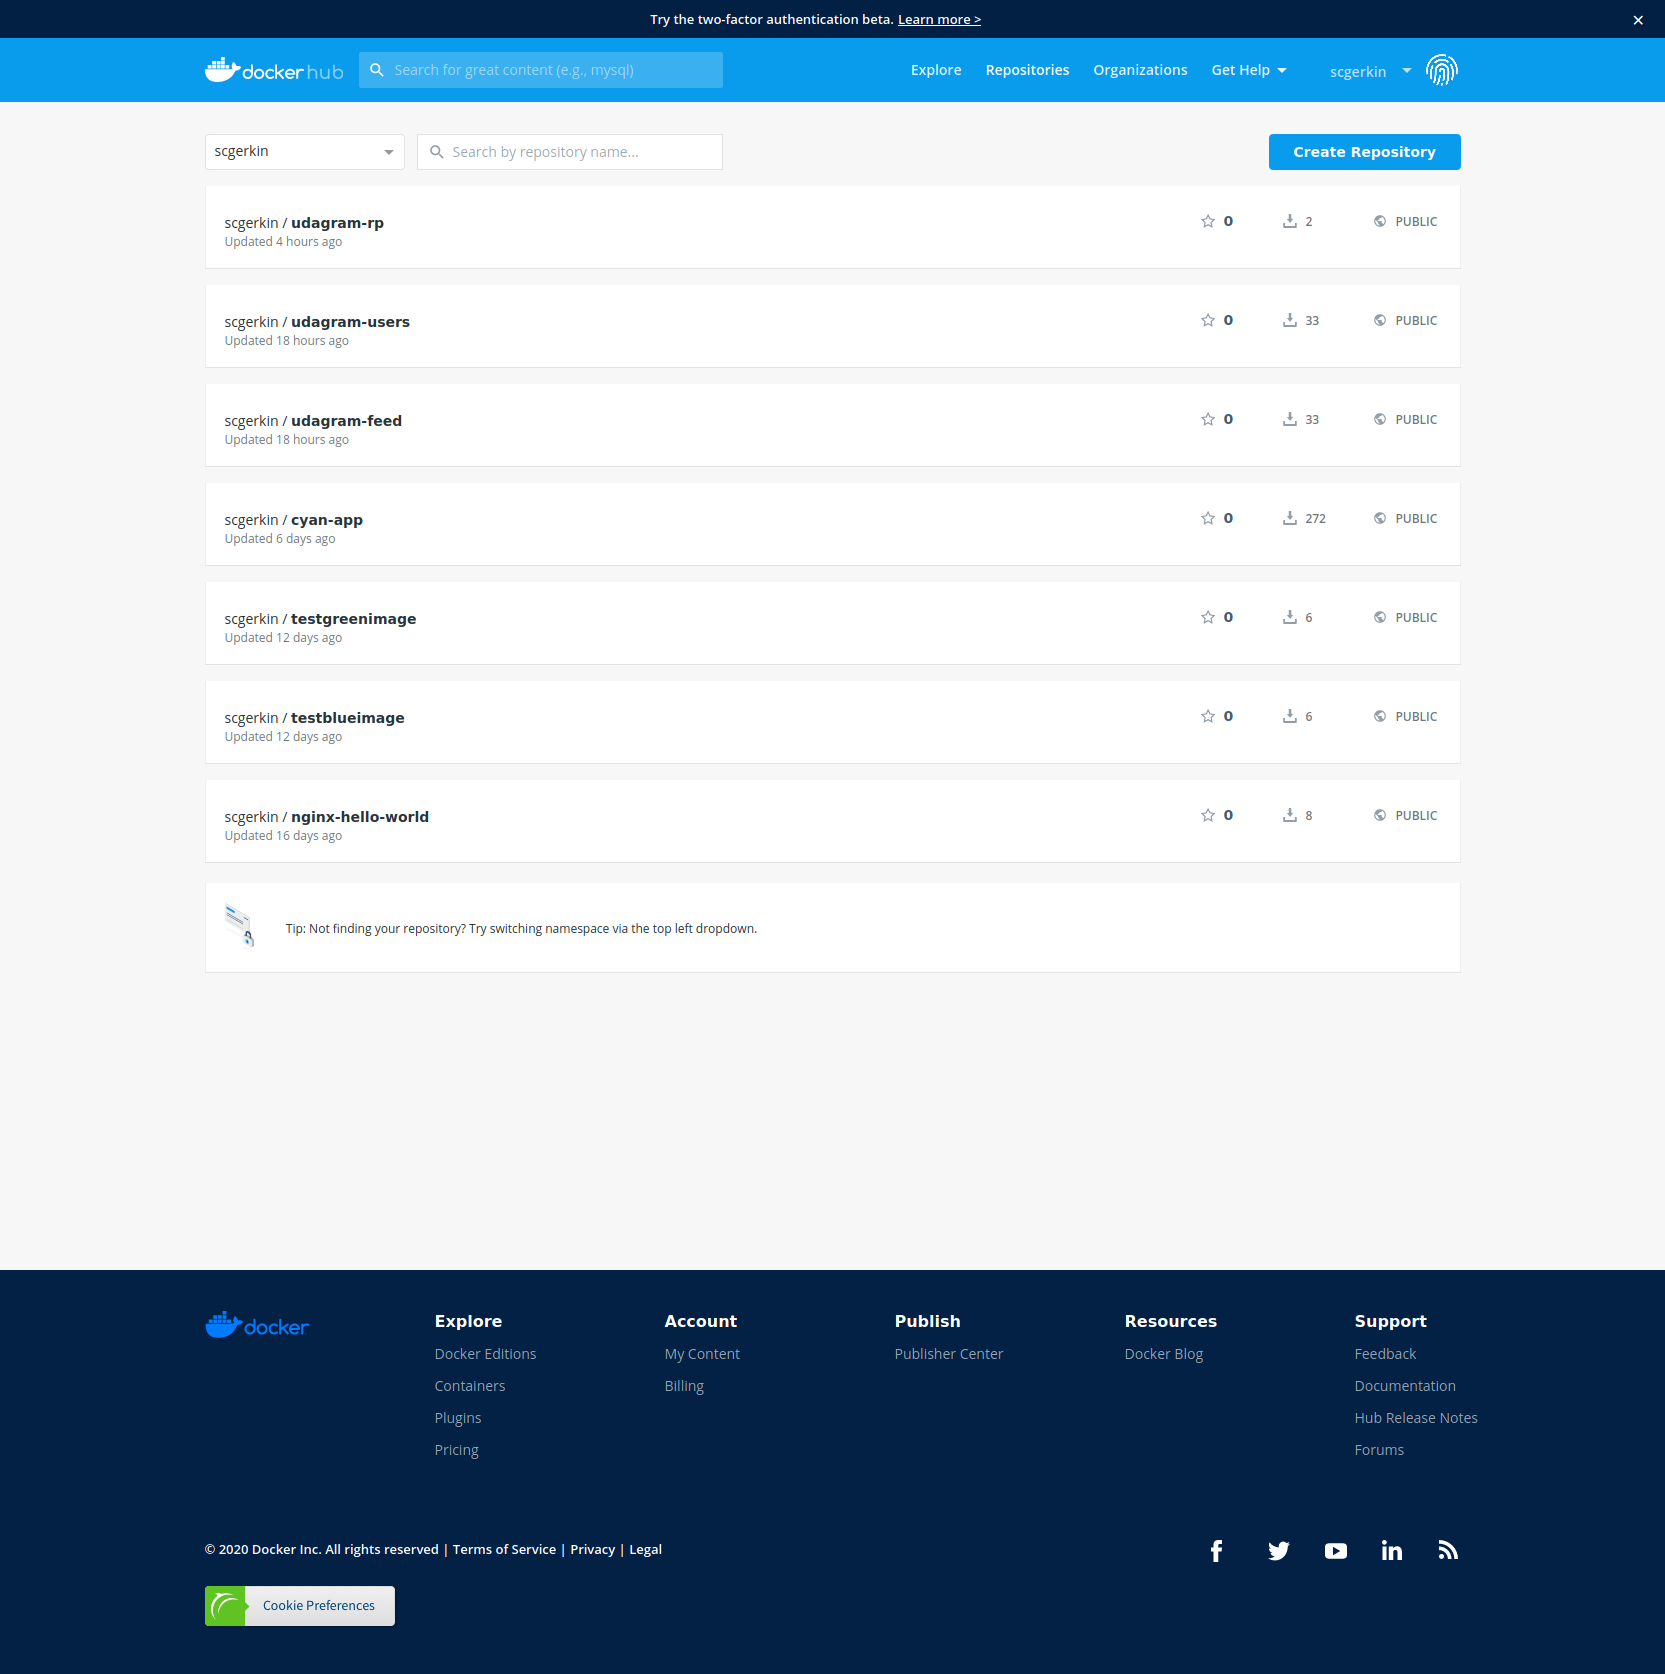 Try the two-factor authentication beta. Learn more >
docker hub
Search for great content (e.g., mysql)
Explore
Repositories
Organizations
Get Help
scgerkin
scgerkin
Search by repository name...
Create Repository
scgerkin / udagram-rp
Updated 4 hours ago
0
2
PUBLIC
scgerkin / udagram-users
Updated 18 hours ago
0
33
PUBLIC
scgerkin / udagram-feed
Updated 18 hours ago
0
33
PUBLIC
scgerkin / cyan-app
Updated 6 days ago
0
272
PUBLIC
scgerkin / testgreenimage
Updated 12 days ago
0
6
PUBLIC
scgerkin / testblueimage
Updated 12 days ago
0
6
PUBLIC
scgerkin / nginx-hello-world
Updated 16 days ago
0
8
PUBLIC
Tip: Not finding your repository? Try switching namespace via the top left dropdown.
docker
Explore
Docker Editions
Containers
Plugins
Pricing
Account
My Content
Billing
Publish
Publisher Center
Resources
Docker Blog
Support
Feedback
Documentation
Hub Release Notes
Forums
© 2020 Docker Inc. All rights reserved | Terms of Service | Privacy | Legal
Cookie Preferences